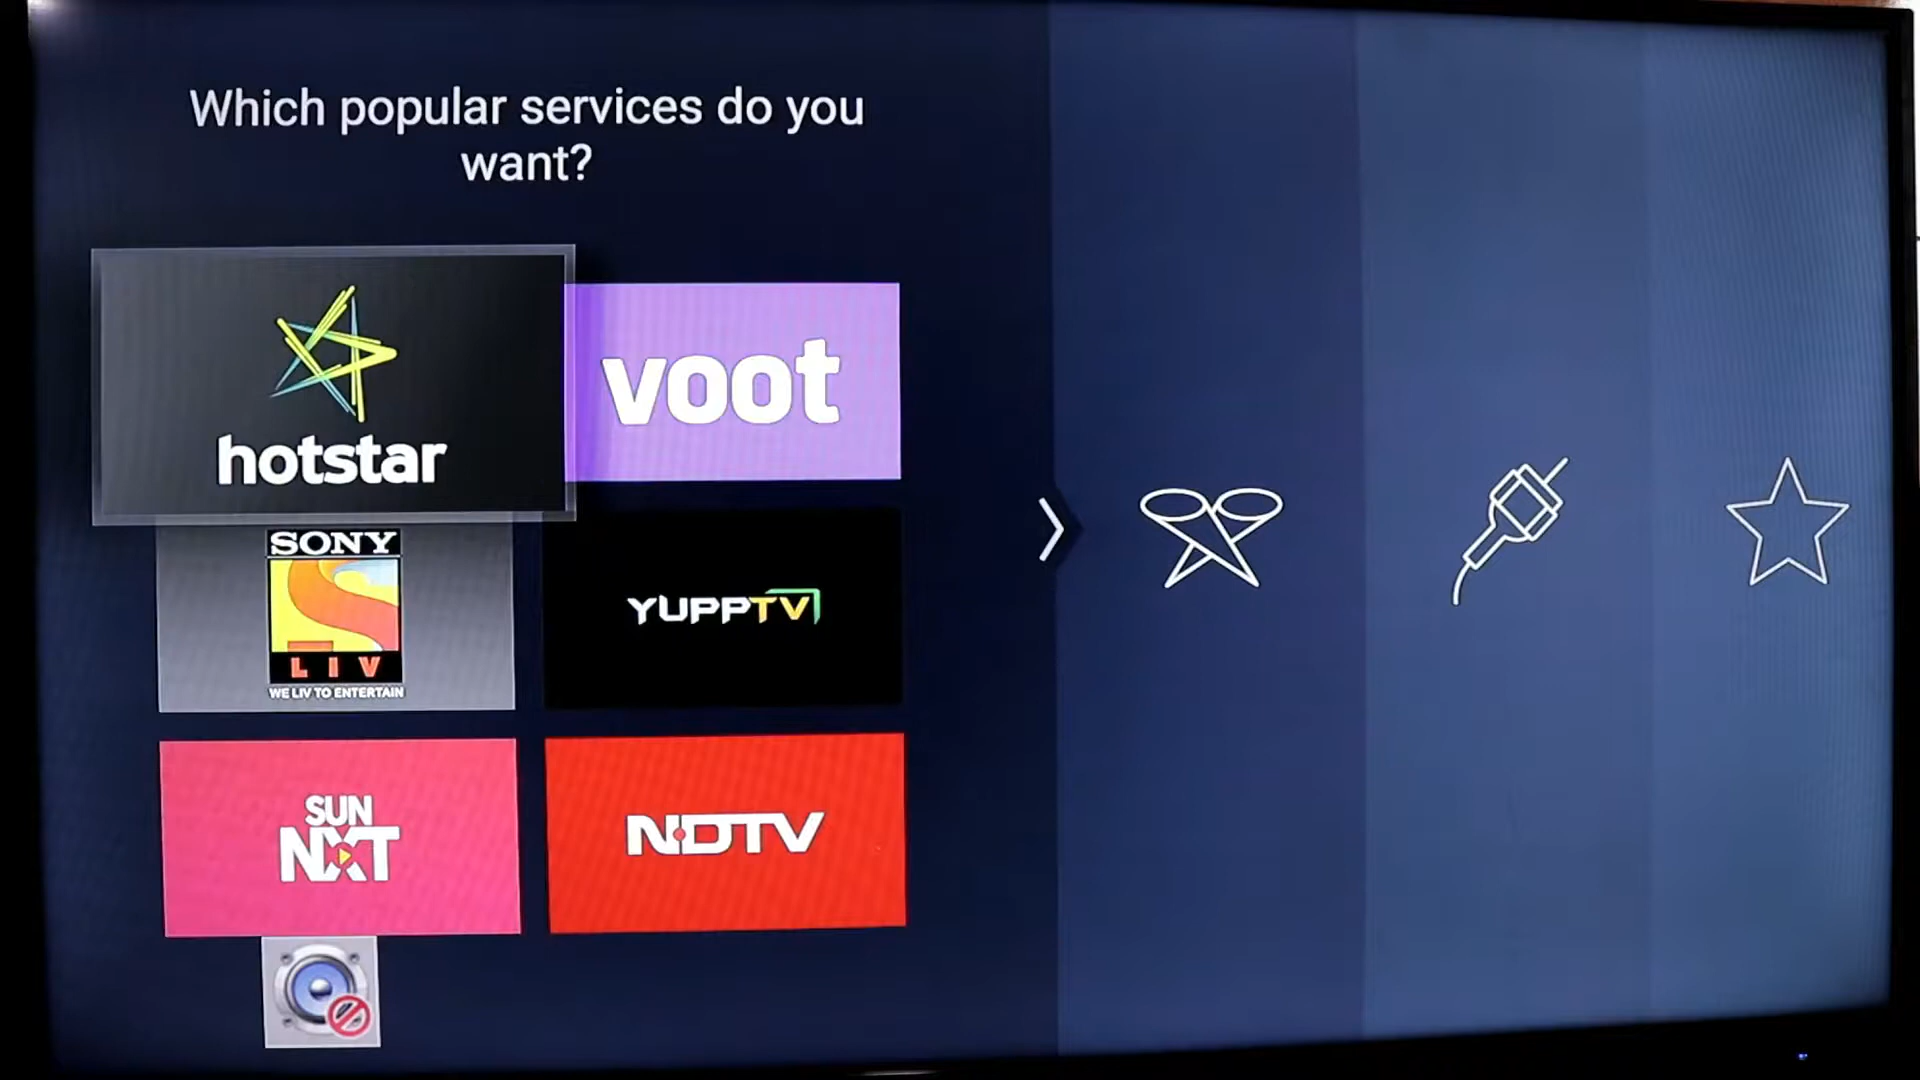 Which popular services do you
want?
hotstar
voot
SONY
LIV
WE LIV TO ENTERTAIN
YUPPTV
SUN
NXT
NDTV